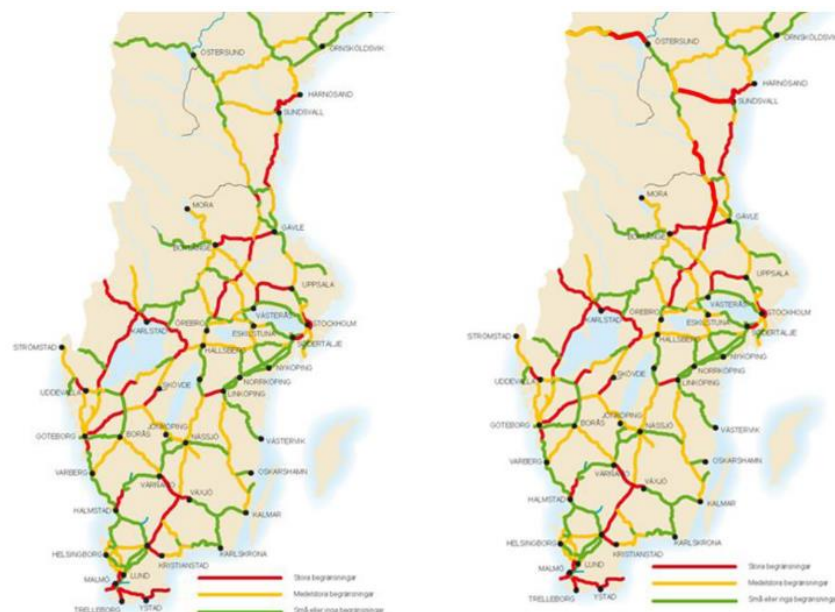 ÖSTERSUND
ÖRNSKÖLDSVIK
HÄRNÖSAND
SUNDSVALL
MORA
GÄVLE
BORLÄNGE
UPPSALA
VÄSTERÅS
KARLSTAD
ÖREBRO
ESKILSTUNA
STOCKHOLM
SÖDERTÄLJE
STRÖMSTAD
HALLSBERG
NYKÖPING
NORRKÖPING
SKÖVDE
LINKÖPING
UDDEVALLA
GÖTEBORG
BORÅS
JÖNKÖPING
NÄSSJÖ
VÄSTERVIK
VARBERG
OSKARSHAMN
VÄRNAMO
VÄXJÖ
HALMSTAD
KALMAR
HELSINGBORG
KARLSKRONA
KRISTIANSTAD
LUND
MALMÖ
TRELLEBORG
YSTAD
Stora begränsningar
Medelstora begränsningar
Små eller inga begränsningar
ÖSTERSUND
ÖRNSKÖLDSVIK
HÄRNÖSAND
SUNDSVALL
MORA
GÄVLE
BORLÄNGE
UPPSALA
VÄSTERÅS
KARLSTAD
ÖREBRO
ESKILSTUNA
STOCKHOLM
SÖDERTÄLJE
STRÖMSTAD
HALLSBERG
NYKÖPING
NORRKÖPING
SKÖVDE
LINKÖPING
UDDEVALLA
GÖTEBORG
BORÅS
JÖNKÖPING
NÄSSJÖ
VÄSTERVIK
VARBERG
OSKARSHAMN
VÄRNAMO
VÄXJÖ
HALMSTAD
KALMAR
HELSINGBORG
KARLSKRONA
KRISTIANSTAD
LUND
MALMÖ
TRELLEBORG
YSTAD
Stora begränsningar
Medelstora begränsningar
Små eller inga begränsningar